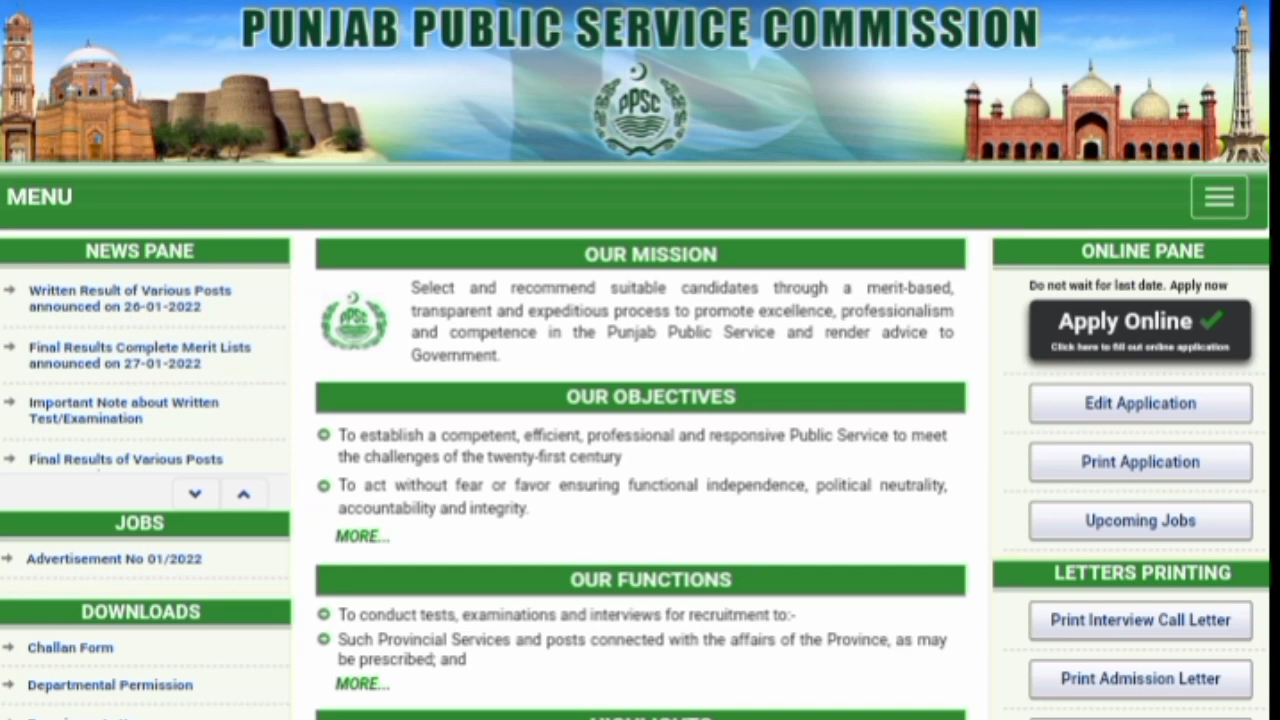 PUNJAB PUBLIC SERVICE COMMISSION
PPSC
MENU
NEWS PANE
Written Result of Various Posts
announced on 26-01-2022
Final Results Complete Merit Lists
announced on 27-01-2022
Important Note about Written
Test/Examination
Final Results of Various Posts
JOBS
Advertisement No 01/2022
DOWNLOADS
Challan Form
Departmental Permission
OUR MISSION
PPSC
Select and recommend suitable candidates through a merit-based,
transparent and expeditious process to promote excellence, professionalism
and competence in the Punjab Public Service and render advice to
Government.
OUR OBJECTIVES
To establish a competent, efficient, professional and responsive Public Service to meet
the challenges of the twenty-first century
To act without fear or favor ensuring functional independence, political neutrality,
accountability and integrity.
MORE...
OUR FUNCTIONS
To conduct tests, examinations and interviews for recruitment to:-
Such Provincial Services and posts connected with the affairs of the Province, as may
be prescribed; and
MORE...
ONLINE PANE
Do not wait for last date. Apply now
Apply Online
Click here to fill out online application
Edit Application
Print Application
Upcoming Jobs
LETTERS PRINTING
Print Interview Call Letter
Print Admission Letter